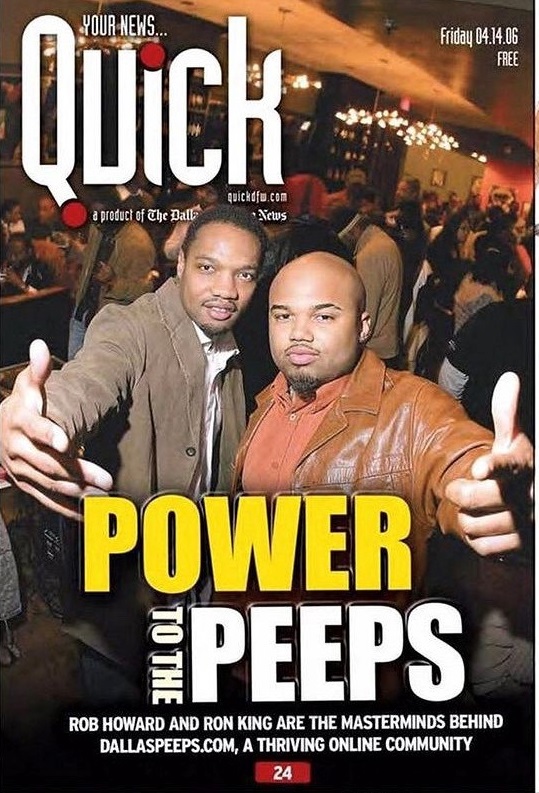 YOUR NEWS...
Quick
Friday 04.14.06
FREE
quickdfw.com
a product of The Dall News
POWER
TO THE
PEEPS
ROB HOWARD AND RON KING ARE THE MASTERMINDS BEHIND
DALLASPEEPS.COM, A THRIVING ONLINE COMMUNITY
24